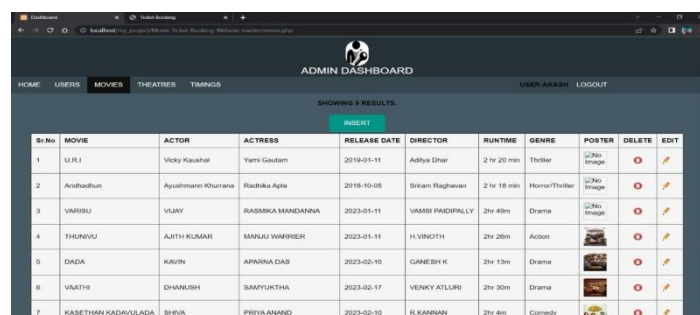 Dashboard Ticket Booking
localhost/my_project/Movie-Ticket-Booking-Website-master/movie.php
ADMIN DASHBOARD
HOME USERS MOVIES THEATRES TIMINGS USER:AKASH LOGOUT
SHOWING 9 RESULTS.
INSERT
Sr.No MOVIE ACTOR ACTRESS RELEASE DATE DIRECTOR RUNTIME GENRE POSTER DELETE EDIT
1 U.R.I Vicky Kaushal Yami Gautam 2019-01-11 Aditya Dhar 2 hr 20 min Thriller No Image
2 Andhadhun Ayushmann Khurrana Radhika Apte 2018-10-05 Sriram Raghavan 2 hr 18 min Horror/Thriller No Image
3 VARISU VIJAY RASMIKA MANDANNA 2023-01-11 VAMSI PAIDIPALLY 2hr 49m Drama No Image
4 THUNIVU AJITH KUMAR MANJU WARRIER 2023-01-11 H.VINOTH 2hr 26m Action
5 DADA KAVIN APARNA DAS 2023-02-10 GANESH K 2hr 13m Drama
6 VAATHI DHANUSH SAMYUKTHA 2023-02-17 VENKY ATLURI 2hr 30m Drama
7 KASETHAN KADAVULADA SHIVA PRIYA ANAND 2023-02-10 R.KANNAN 2hr 4m Comedy